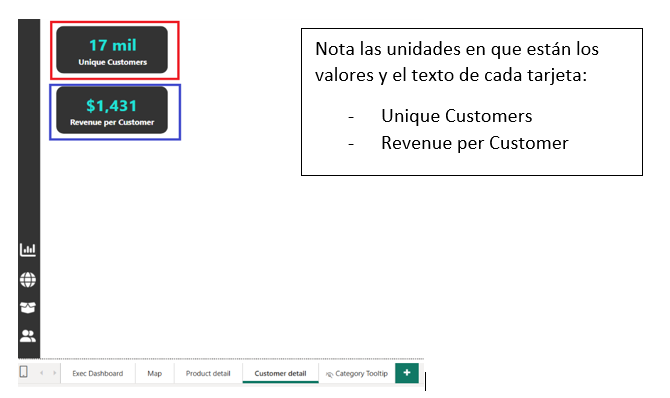 17 mil
Unique Customers
$1,431
Revenue per Customer
Nota las unidades en que están los
valores y el texto de cada tarjeta:
- Unique Customers
- Revenue per Customer
Exec Dashboard Map Product detail Customer detail Category Tooltip +